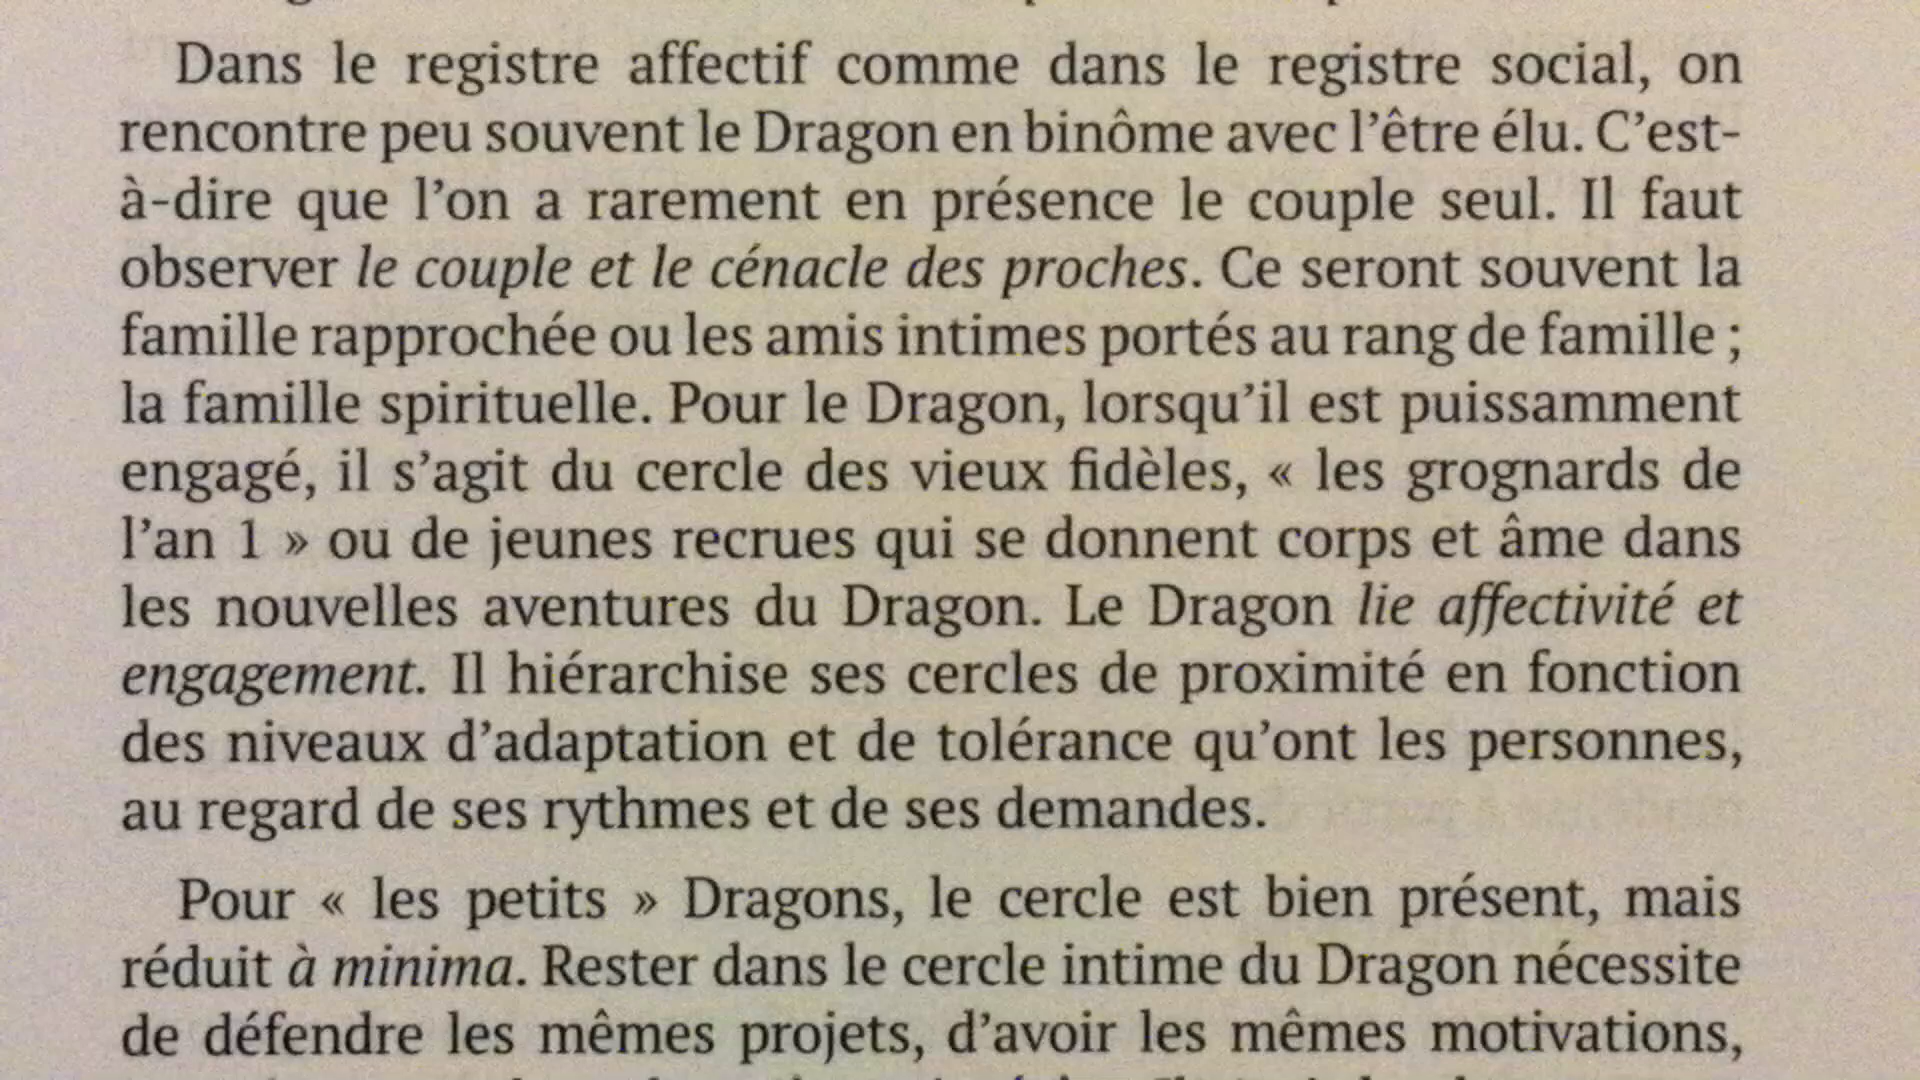 Dans le registre affectif comme dans le registre social, on
rencontre peu souvent le Dragon en binôme avec l’être élu. C’est-
à-dire que l’on a rarement en présence le couple seul. Il faut
observer le couple et le cénacle des proches. Ce seront souvent la
famille rapprochée ou les amis intimes portés au rang de famille ;
la famille spirituelle. Pour le Dragon, lorsqu’il est puissamment
engagé, il s’agit du cercle des vieux fidèles, « les grognards de
l’an 1 » ou de jeunes recrues qui se donnent corps et âme dans
les nouvelles aventures du Dragon. Le Dragon lie affectivité et
engagement. Il hiérarchise ses cercles de proximité en fonction
des niveaux d’adaptation et de tolérance qu’ont les personnes,
au regard de ses rythmes et de ses demandes.
Pour « les petits » Dragons, le cercle est bien présent, mais
réduit à minima. Rester dans le cercle intime du Dragon nécessite
de défendre les mêmes projets, d’avoir les mêmes motivations,